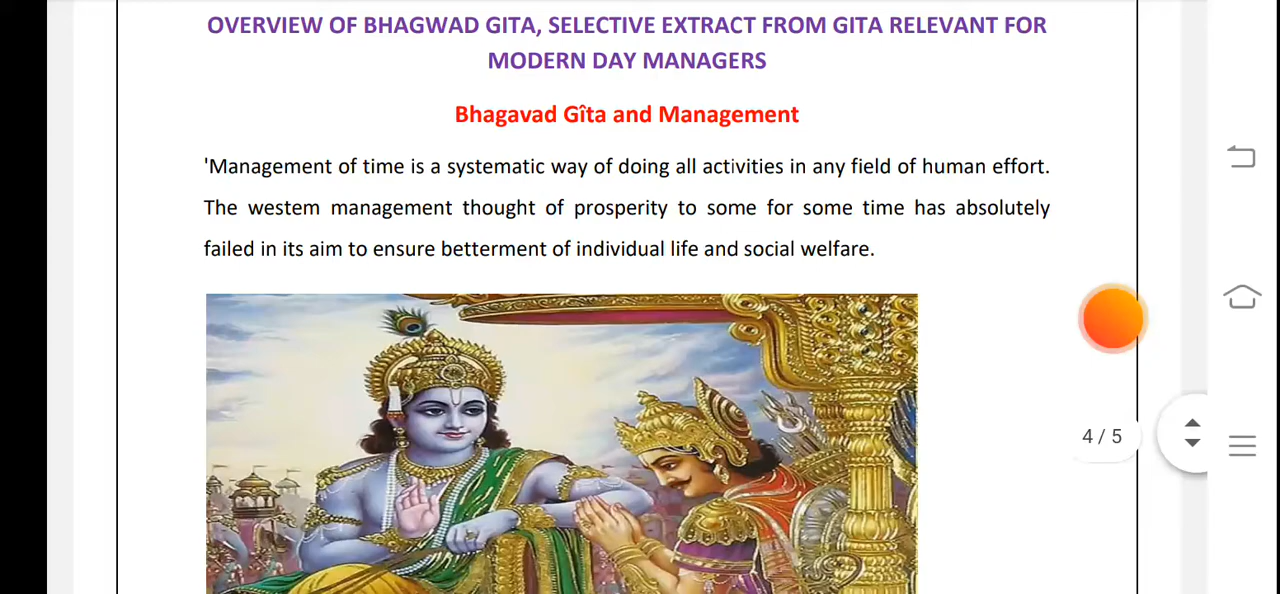 OVERVIEW OF BHAGWAD GITA, SELECTIVE EXTRACT FROM GITA RELEVANT FOR
MODERN DAY MANAGERS
Bhagavad Gîta and Management
'Management of time is a systematic way of doing all activities in any field of human effort.
The westem management thought of prosperity to some for some time has absolutely
failed in its aim to ensure betterment of individual life and social welfare.
4 / 5